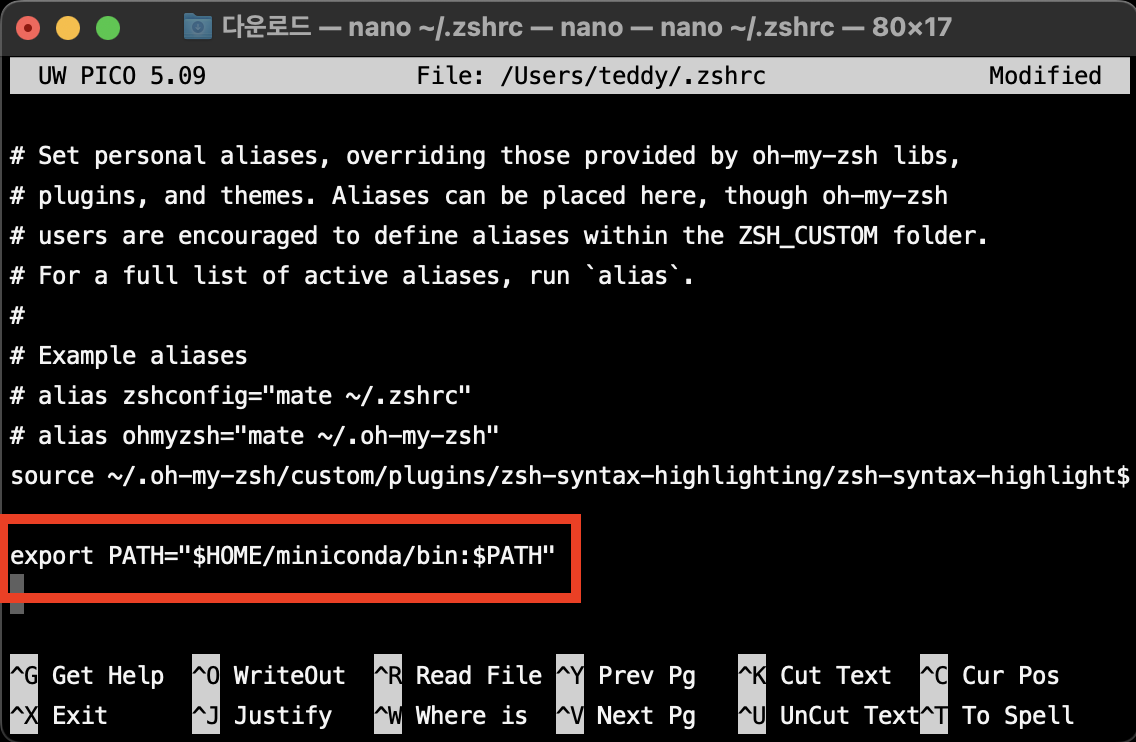 다운로드 — nano ~/.zshrc — nano — nano ~/.zshrc — 80×17
UW PICO 5.09 File: /Users/teddy/.zshrc Modified
# Set personal aliases, overriding those provided by oh-my-zsh libs,
# plugins, and themes. Aliases can be placed here, though oh-my-zsh
# users are encouraged to define aliases within the ZSH_CUSTOM folder.
# For a full list of active aliases, run `alias`.
#
# Example aliases
# alias zshconfig="mate ~/.zshrc"
# alias ohmyzsh="mate ~/.oh-my-zsh"
source ~/.oh-my-zsh/custom/plugins/zsh-syntax-highlighting/zsh-syntax-highlight$
export PATH="$HOME/miniconda/bin:$PATH"
^G Get Help ^O WriteOut ^R Read File ^Y Prev Pg ^K Cut Text ^C Cur Pos
^X Exit ^J Justify ^W Where is ^V Next Pg ^U UnCut Text ^T To Spell